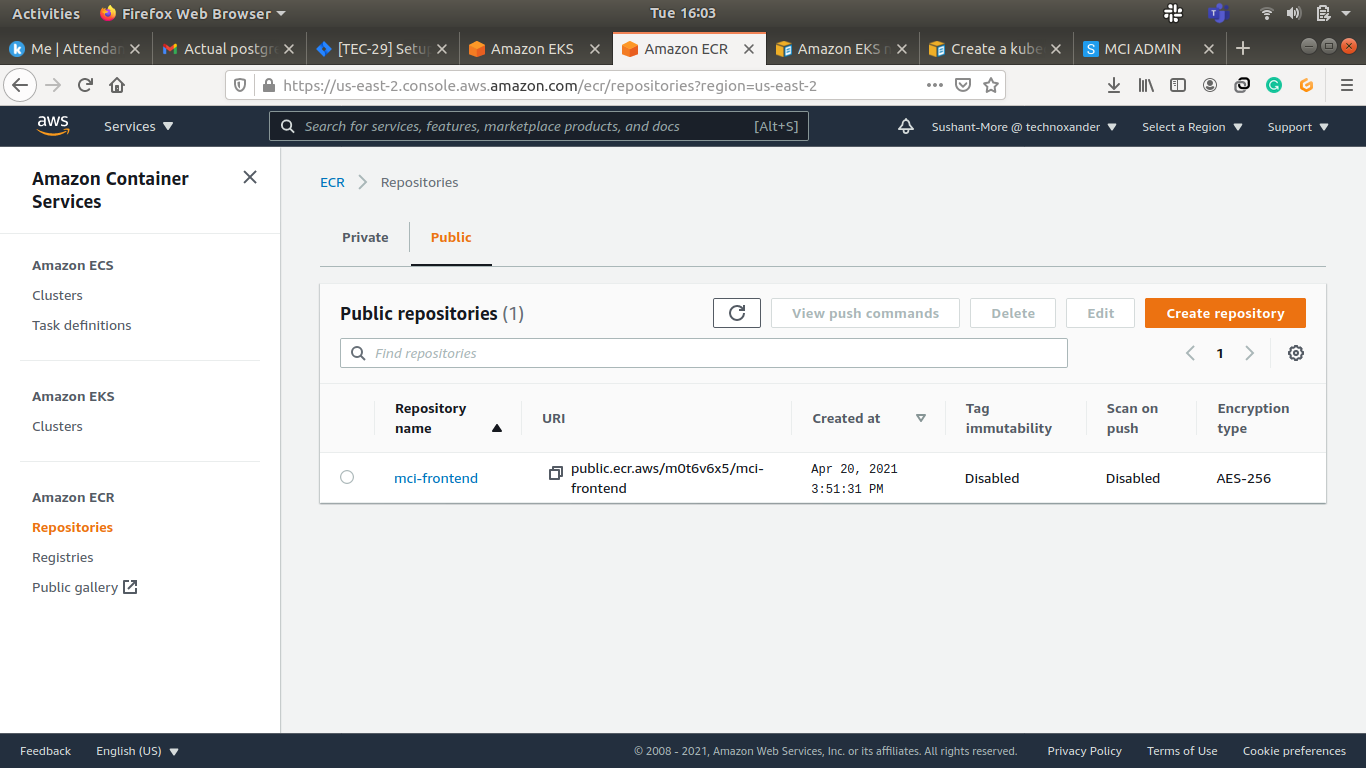 Activities Firefox Web Browser Tue 16:03
Me | Attendan Actual postgre [TEC-29] Setup Amazon EKS Amazon ECR Amazon EKS n Create a kube MCI ADMIN
https://us-east-2.console.aws.amazon.com/ecr/repositories?region=us-east-2
aws Services Search for services, features, marketplace products, and docs [Alt+S] Sushant-More @ technoxander Select a Region Support
Amazon Container
Services
Amazon ECS
Clusters
Task definitions
Amazon EKS
Clusters
Amazon ECR
Repositories
Registries
Public gallery
ECR Repositories
Private Public
Public repositories (1) View push commands Delete Edit Create repository
Find repositories 1
Repository
name
URI
Created at
Tag
immutability
Scan on
push
Encryption
type
mci-frontend
public.ecr.aws/m0t6v6x5/mci-
frontend
Apr 20, 2021
3:51:31 PM
Disabled
Disabled
AES-256
Feedback English (US) © 2008 - 2021, Amazon Web Services, Inc. or its affiliates. All rights reserved. Privacy Policy Terms of Use Cookie preferences